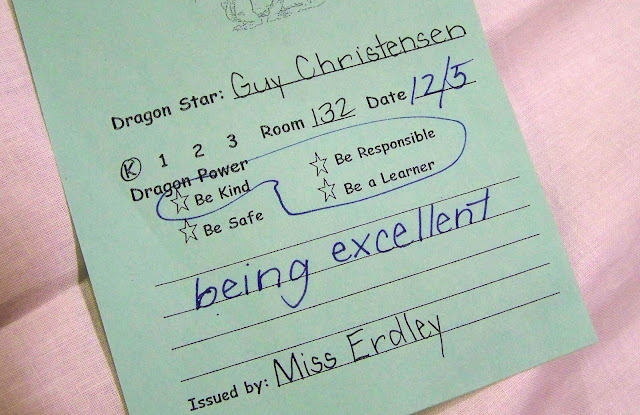 Dragon Star: Guy Christensen
K 1 2 3 Room 132 Date 12/5
Dragon Power
Be Kind Be Responsible
Be Safe Be a Learner
being excellent
Issued by: Miss Erdley